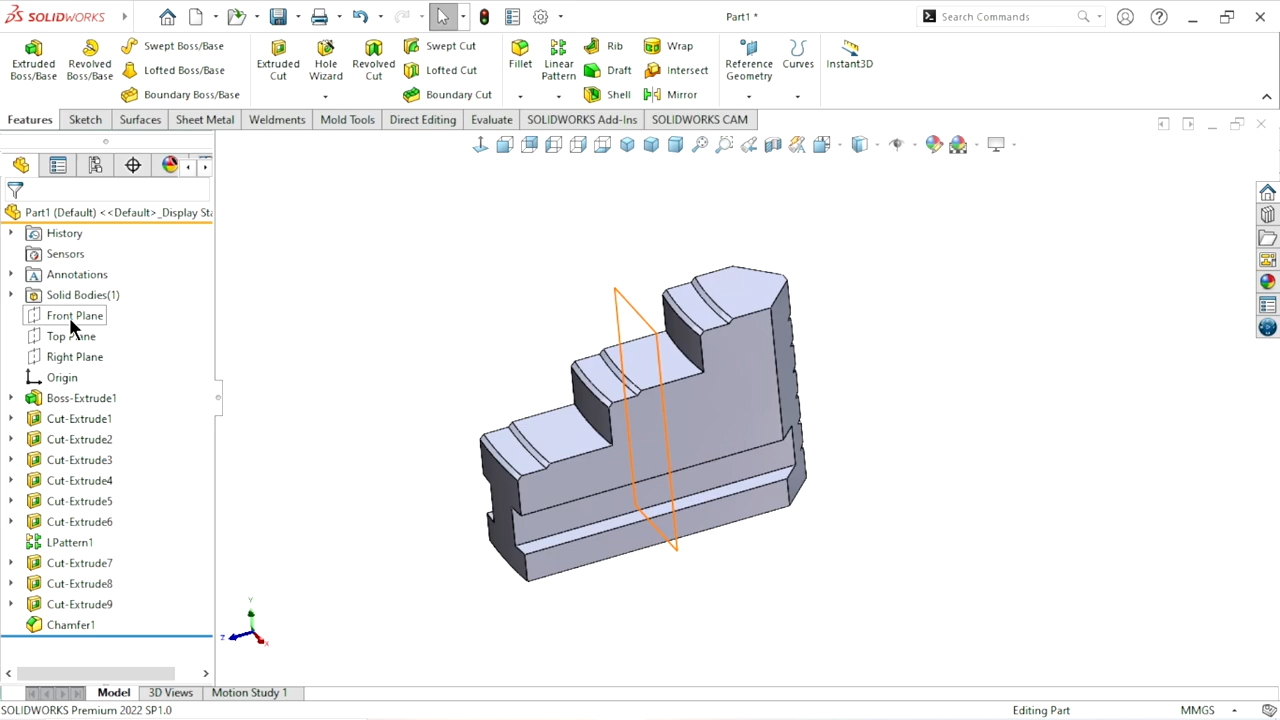 SOLIDWORKS
Part1 *
Search Commands
Extruded Boss/Base
Revolved Boss/Base
Swept Boss/Base
Lofted Boss/Base
Boundary Boss/Base
Extruded Cut
Hole Wizard
Revolved Cut
Swept Cut
Lofted Cut
Boundary Cut
Fillet
Linear Pattern
Rib
Draft
Shell
Wrap
Intersect
Mirror
Reference Geometry
Curves
Instant3D
Features
Sketch
Surfaces
Sheet Metal
Weldments
Mold Tools
Direct Editing
Evaluate
SOLIDWORKS Add-Ins
SOLIDWORKS CAM
Part1 (Default) <<Default>_Display Sta
History
Sensors
Annotations
Solid Bodies(1)
Front Plane
Top Plane
Right Plane
Origin
Boss-Extrude1
Cut-Extrude1
Cut-Extrude2
Cut-Extrude3
Cut-Extrude4
Cut-Extrude5
Cut-Extrude6
LPattern1
Cut-Extrude7
Cut-Extrude8
Cut-Extrude9
Chamfer1
Y
Z
X
Model
3D Views
Motion Study 1
SOLIDWORKS Premium 2022 SP1.0
Editing Part
MMGS